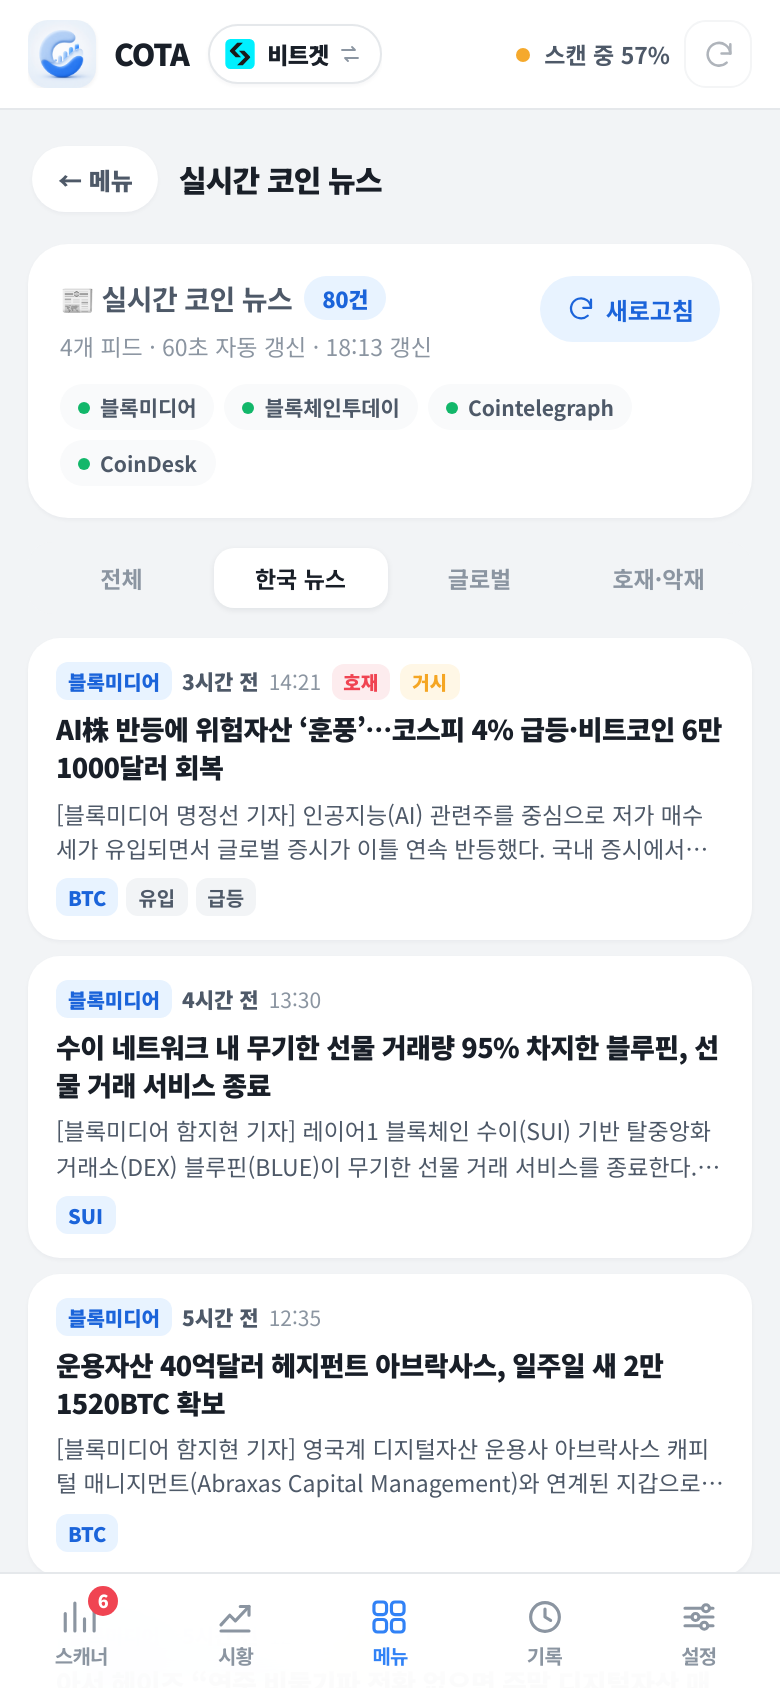 COTA
비트겟
스캔 중 57%
← 메뉴
실시간 코인 뉴스
실시간 코인 뉴스 80건
새로고침
4개 피드 · 60초 자동 갱신 · 18:13 갱신
블록미디어 블록체인투데이 Cointelegraph
CoinDesk
전체 한국 뉴스 글로벌 호재·악재
블록미디어 3시간 전 14:21 호재 거시
AI株 반등에 위험자산 ‘훈풍’…코스피 4% 급등·비트코인 6만
1000달러 회복
[블록미디어 명정선 기자] 인공지능(AI) 관련주를 중심으로 저가 매수
세가 유입되면서 글로벌 증시가 이틀 연속 반등했다. 국내 증시에서…
BTC 유입 급등
블록미디어 4시간 전 13:30
수이 네트워크 내 무기한 선물 거래량 95% 차지한 블루핀, 선
물 거래 서비스 종료
[블록미디어 함지현 기자] 레이어1 블록체인 수이(SUI) 기반 탈중앙화
거래소(DEX) 블루핀(BLUE)이 무기한 선물 거래 서비스를 종료한다.…
SUI
블록미디어 5시간 전 12:35
운용자산 40억달러 헤지펀트 아브락사스, 일주일 새 2만
1520BTC 확보
[블록미디어 함지현 기자] 영국계 디지털자산 운용사 아브락사스 캐피
털 매니지먼트(Abraxas Capital Management)와 연계된 지갑으로…
BTC
6
스캐너 시황 메뉴 기록 설정